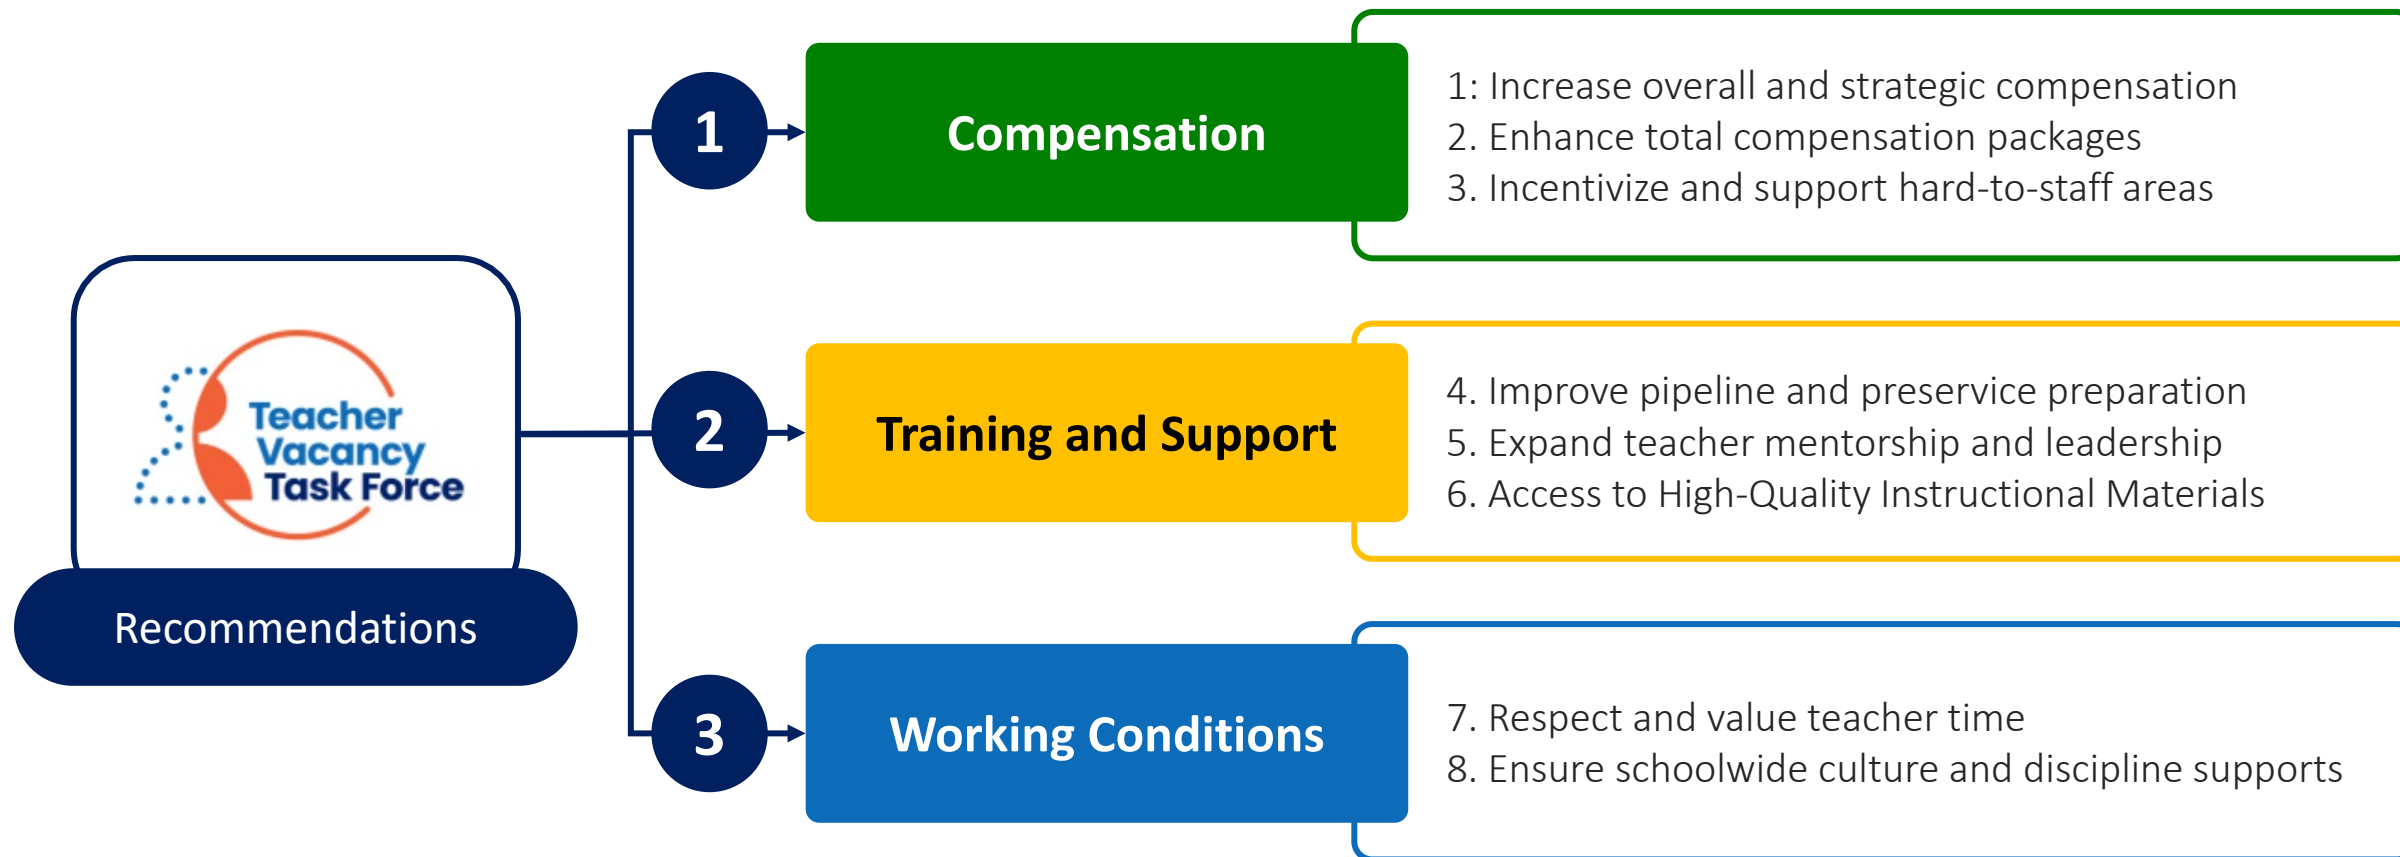 Teacher
Vacancy
Task Force
Recommendations
1
Compensation
1: Increase overall and strategic compensation
2. Enhance total compensation packages
3. Incentivize and support hard-to-staff areas
2
Training and Support
4. Improve pipeline and preservice preparation
5. Expand teacher mentorship and leadership
6. Access to High-Quality Instructional Materials
3
Working Conditions
7. Respect and value teacher time
8. Ensure schoolwide culture and discipline supports